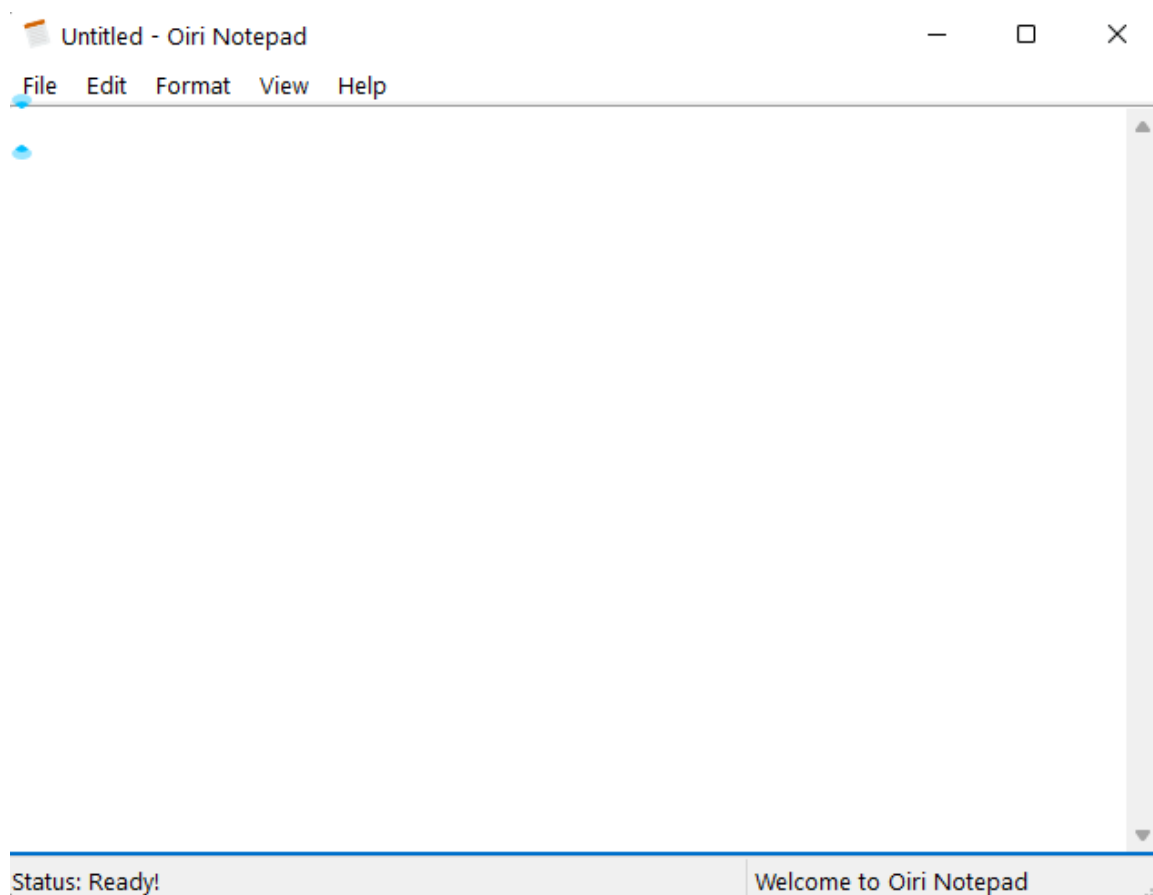 Untitled - Oiri Notepad
File Edit Format View Help
Status: Ready! Welcome to Oiri Notepad